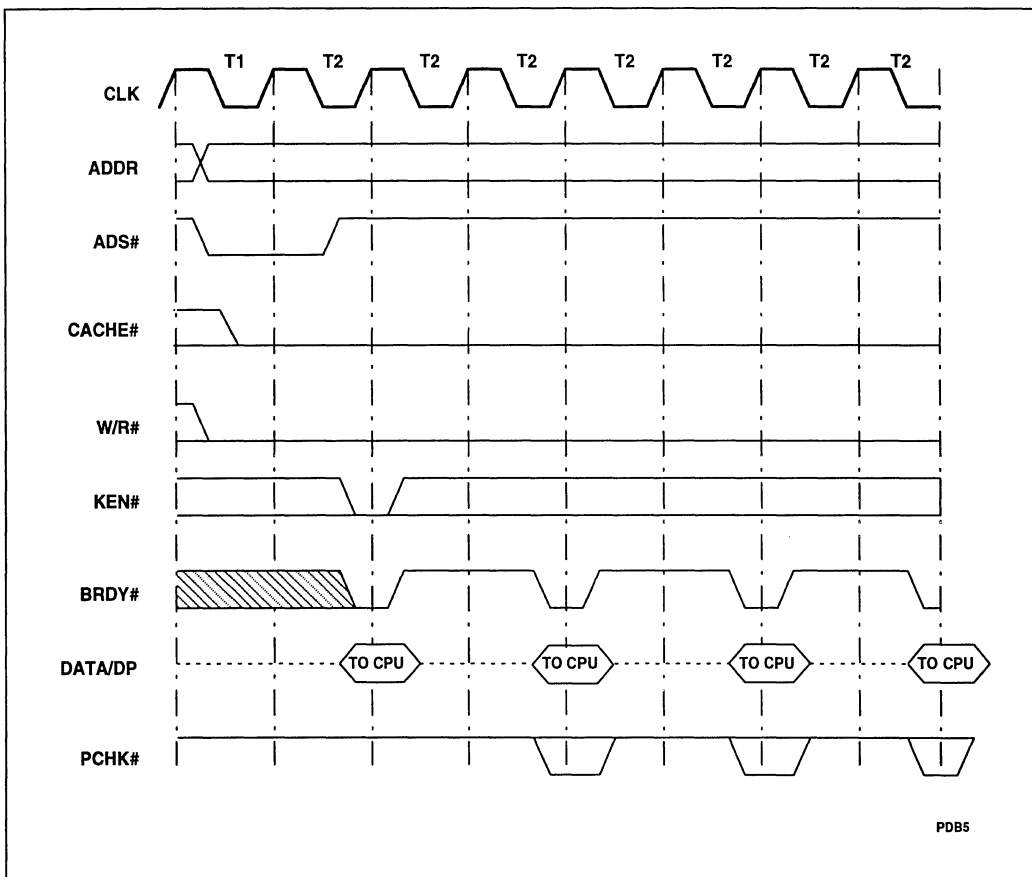 T1 T2 T2 T2 T2 T2 T2 T2
CLK
ADDR
ADS#
CACHE#
W/R#
KEN#
BRDY#
DATA/DP TO CPU TO CPU TO CPU TO CPU
PCHK#
PDB5